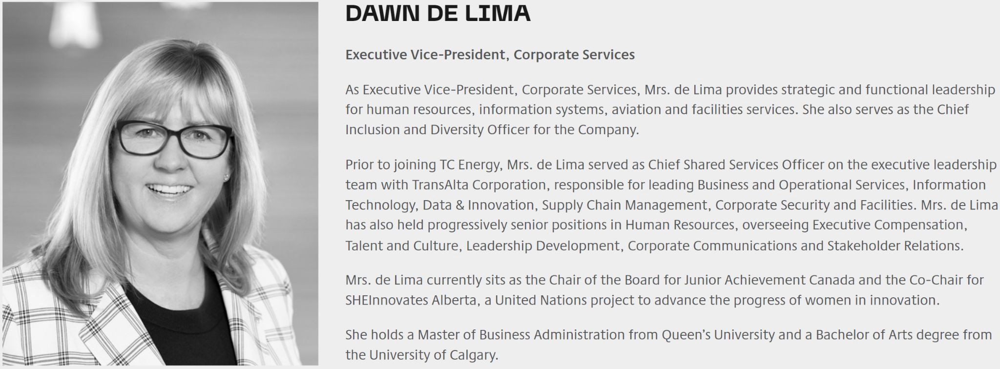 DAWN DE LIMA
Executive Vice-President, Corporate Services
As Executive Vice-President, Corporate Services, Mrs. de Lima provides strategic and functional leadership
for human resources, information systems, aviation and facilities services. She also serves as the Chief
Inclusion and Diversity Officer for the Company.
Prior to joining TC Energy, Mrs. de Lima served as Chief Shared Services Officer on the executive leadership
team with TransAlta Corporation, responsible for leading Business and Operational Services, Information
Technology, Data & Innovation, Supply Chain Management, Corporate Security and Facilities. Mrs. de Lima
has also held progressively senior positions in Human Resources, overseeing Executive Compensation,
Talent and Culture, Leadership Development, Corporate Communications and Stakeholder Relations.
Mrs. de Lima currently sits as the Chair of the Board for Junior Achievement Canada and the Co-Chair for
SHEInnovates Alberta, a United Nations project to advance the progress of women in innovation.
She holds a Master of Business Administration from Queen’s University and a Bachelor of Arts degree from
the University of Calgary.